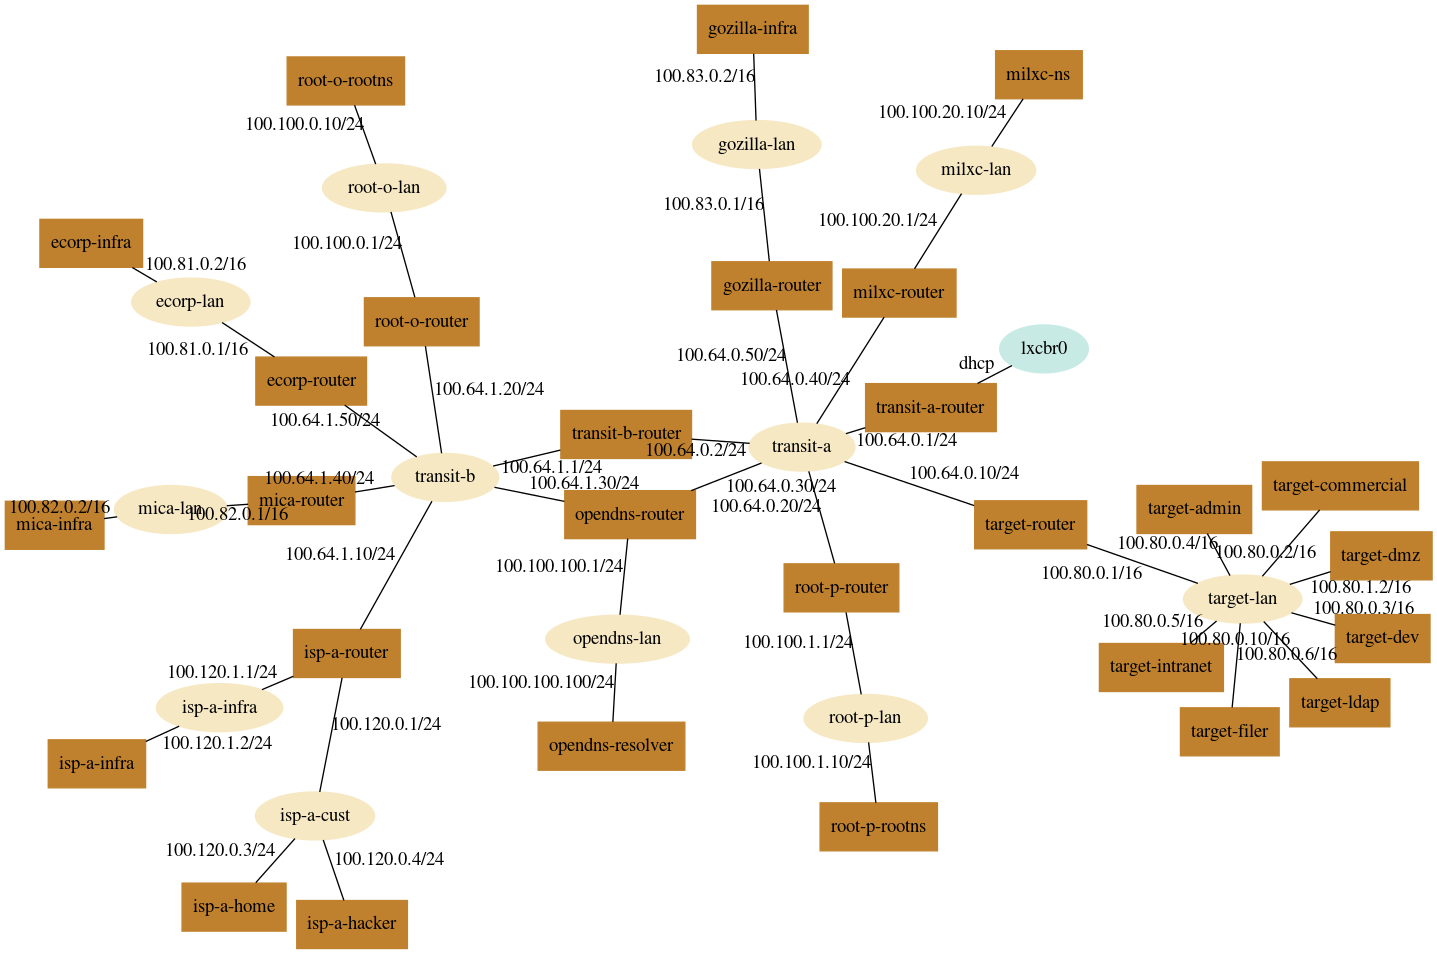 gozilla-infra
root-o-rootns
milxc-ns
100.83.0.2/16
100.100.20.10/24
100.100.0.10/24
gozilla-lan
milxc-lan
root-o-lan
100.83.0.1/16
100.100.20.1/24
ecorp-infra
100.100.0.1/24
100.81.0.2/16
gozilla-router
milxc-router
ecorp-lan
root-o-router
100.81.0.1/16
lxcbr0
100.64.0.50/24
dhcp
ecorp-router
100.64.0.40/24
100.64.1.20/24
transit-a-router
100.64.1.50/24
transit-b-router
100.64.0.1/24
transit-a
100.64.0.2/24
100.64.1.1/24
100.64.0.10/24
transit-b
100.64.1.40/24
100.64.1.30/24
100.64.0.30/24
target-commercial
mica-router
100.82.0.2/16
mica-lan
100.82.0.1/16
100.64.0.20/24
target-admin
opendns-router
mica-infra
target-router
100.80.0.4/16
100.80.0.2/16
100.64.1.10/24
target-dmz
100.100.100.1/24
100.80.0.1/16
root-p-router
100.80.1.2/16
target-lan
100.80.0.3/16
100.80.0.5/16
opendns-lan
100.80.0.10/16
target-dev
100.100.1.1/24
isp-a-router
100.80.0.6/16
target-intranet
100.120.1.1/24
100.100.100.100/24
target-ldap
isp-a-infra
root-p-lan
100.120.0.1/24
target-filer
100.120.1.2/24
opendns-resolver
isp-a-infra
100.100.1.10/24
isp-a-cust
root-p-rootns
100.120.0.3/24
100.120.0.4/24
isp-a-home
isp-a-hacker